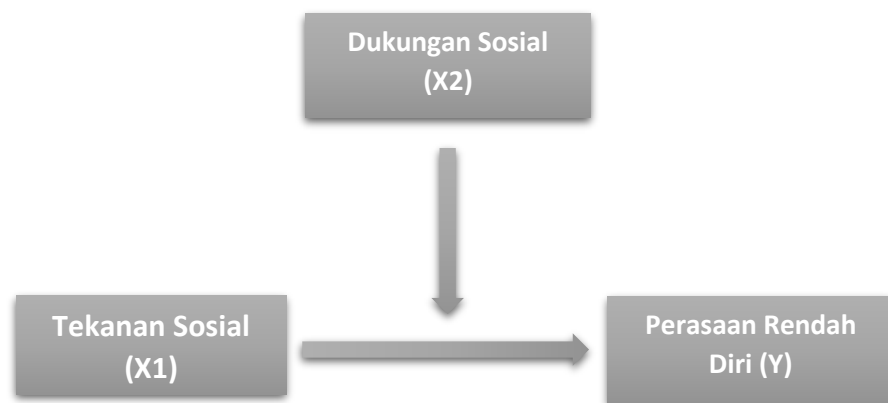 Dukungan Sosial
(X2)
Tekanan Sosial
(X1)
Perasaan Rendah
Diri (Y)